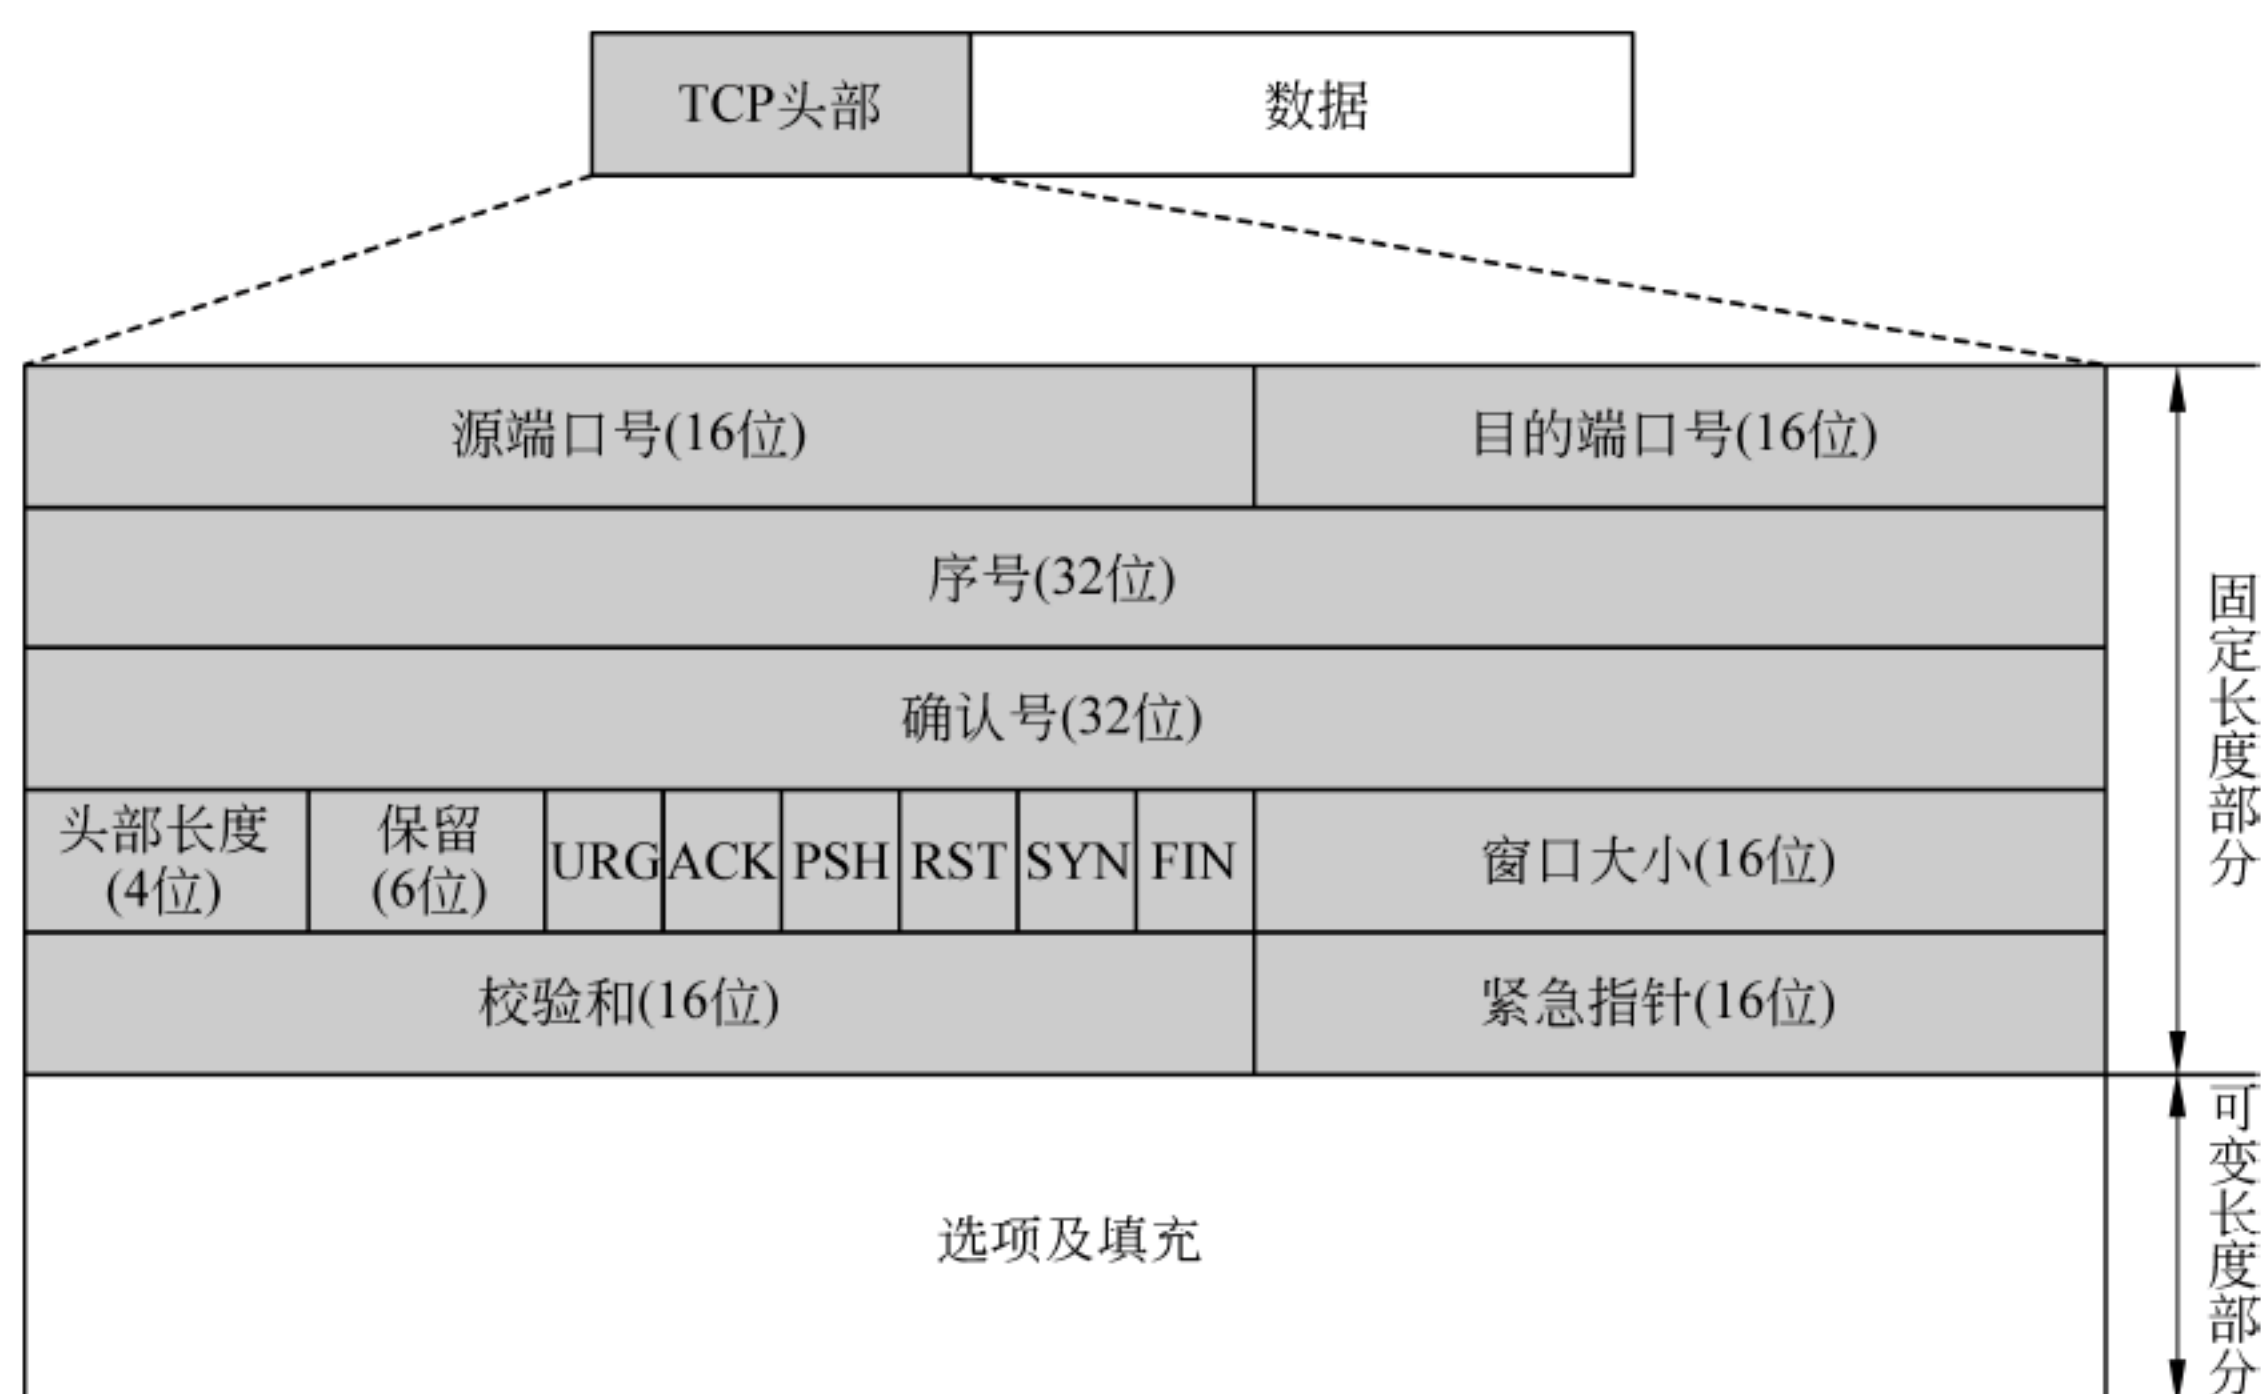 TCP头部
数据
源端口号(16位)
目的端口号(16位)
序号(32位)
确认号(32位)
头部长度
(4位)
保留
(6位)
URG
ACK
PSH
RST
SYN
FIN
窗口大小(16位)
校验和(16位)
紧急指针(16位)
固定长度部分
选项及填充
可变长度部分